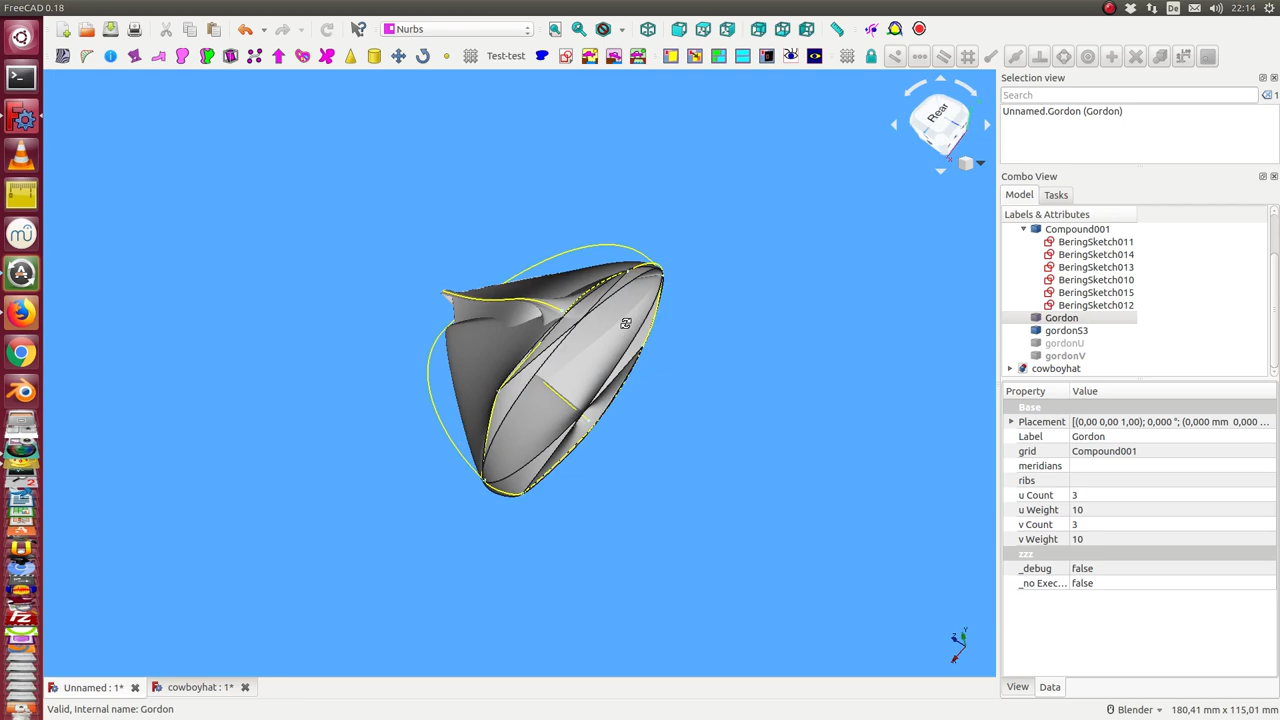 FreeCAD 0.18
De
22:14
Nurbs
Test-test
Rear
Selection view
Search
1
Unnamed.Gordon (Gordon)
Combo View
Model
Tasks
Labels & Attributes
Compound001
BeringSketch011
BeringSketch014
BeringSketch013
BeringSketch010
BeringSketch015
BeringSketch012
Gordon
gordonS3
gordonU
gordonV
cowboyhat
Property Value
Base
Placement [(0,00 0,00 1,00); 0,000 °; (0,000 mm 0,000 ...
Label Gordon
grid Compound001
meridians
ribs
u Count 3
u Weight 10
v Count 3
v Weight 10
zzz
_debug false
_no Exec... false
View
Data
Unnamed : 1*
cowboyhat : 1*
Valid, Internal name: Gordon
Blender
180,41 mm x 115,01 mm